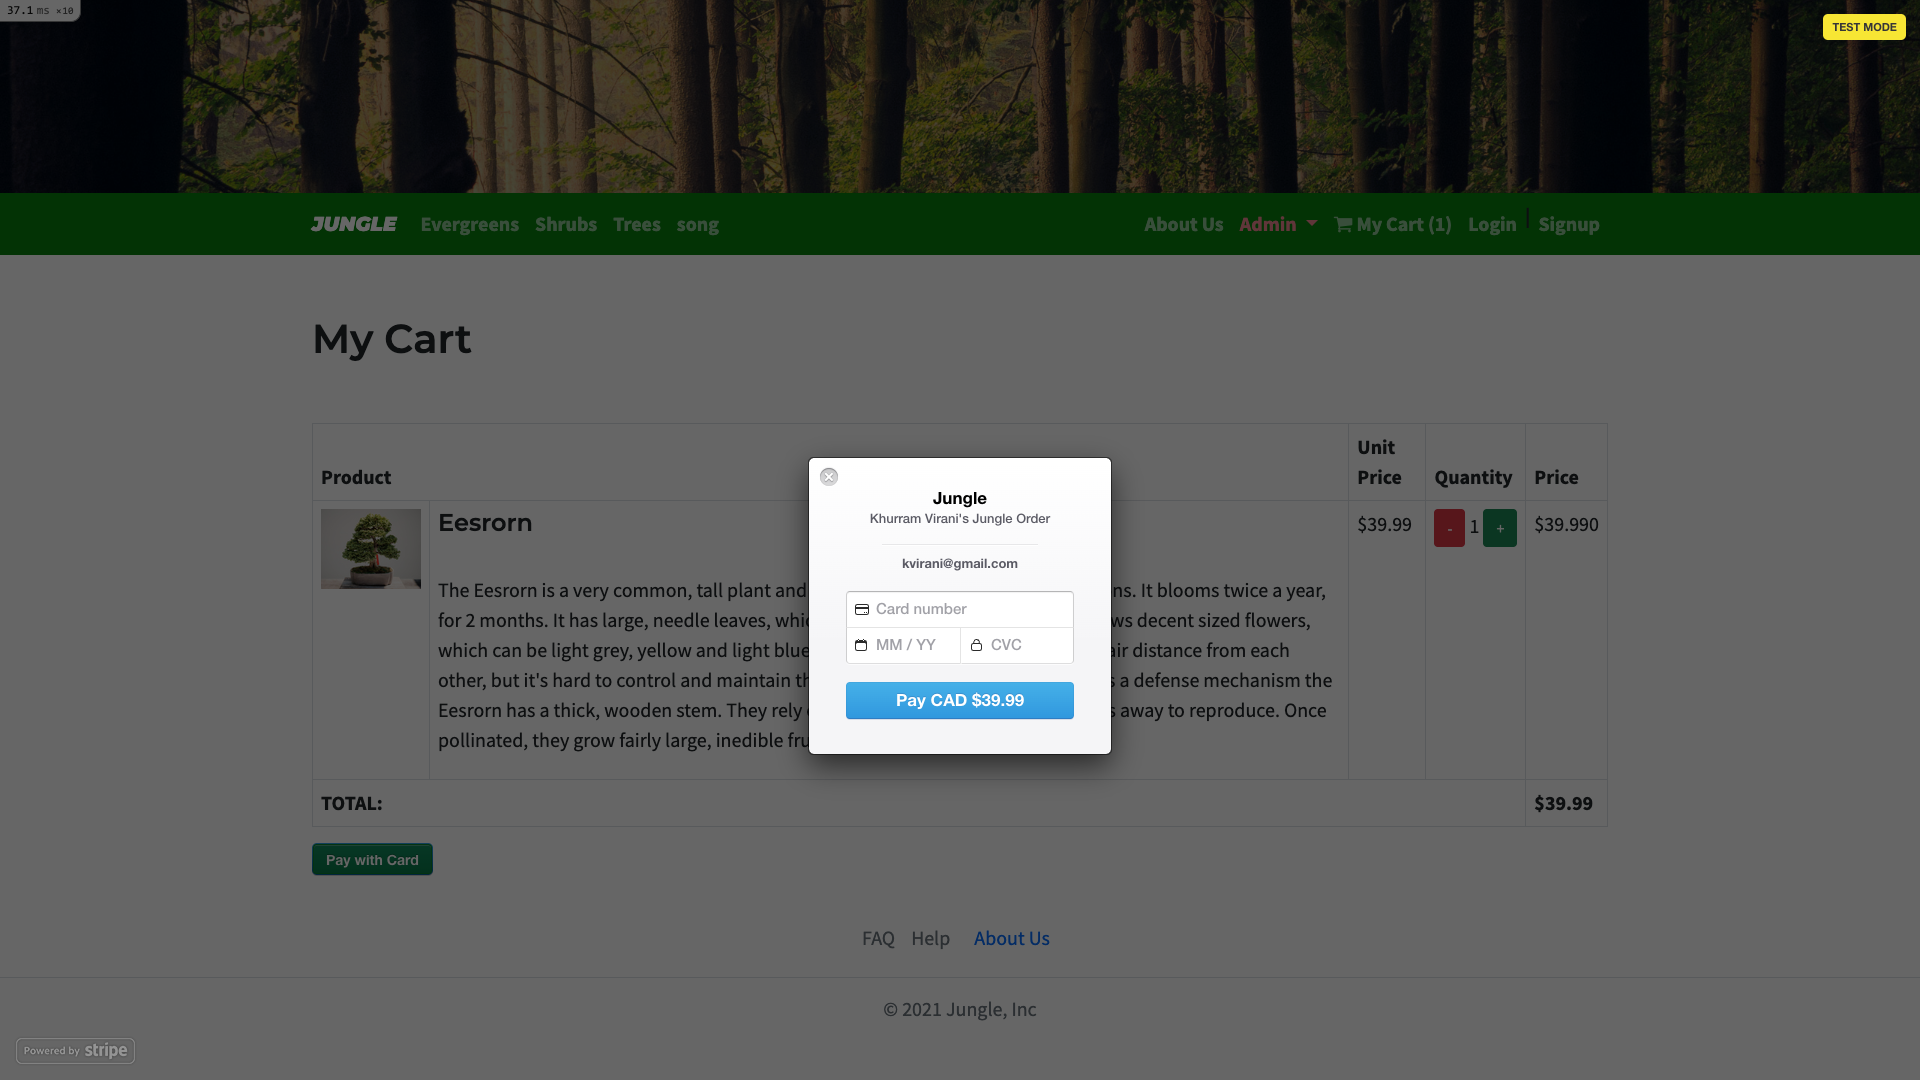 37.1 ms ×10
TEST MODE
JUNGLE Evergreens Shrubs Trees song About Us Admin My Cart (1) Login | Signup
My Cart
Product Unit Price Quantity Price
Eesrorn $39.99 - 1 + $39.990
The Eesrorn is a very common, tall plant and ns. It blooms twice a year,
for 2 months. It has large, needle leaves, whic ws decent sized flowers,
which can be light grey, yellow and light blue air distance from each
other, but it's hard to control and maintain th s a defense mechanism the
Eesrorn has a thick, wooden stem. They rely s away to reproduce. Once
pollinated, they grow fairly large, inedible fru
TOTAL: $39.99
Pay with Card
Jungle
Khurram Virani's Jungle Order
kvirani@gmail.com
Card number
MM / YY CVC
Pay CAD $39.99
FAQ Help About Us
© 2021 Jungle, Inc
Powered by stripe